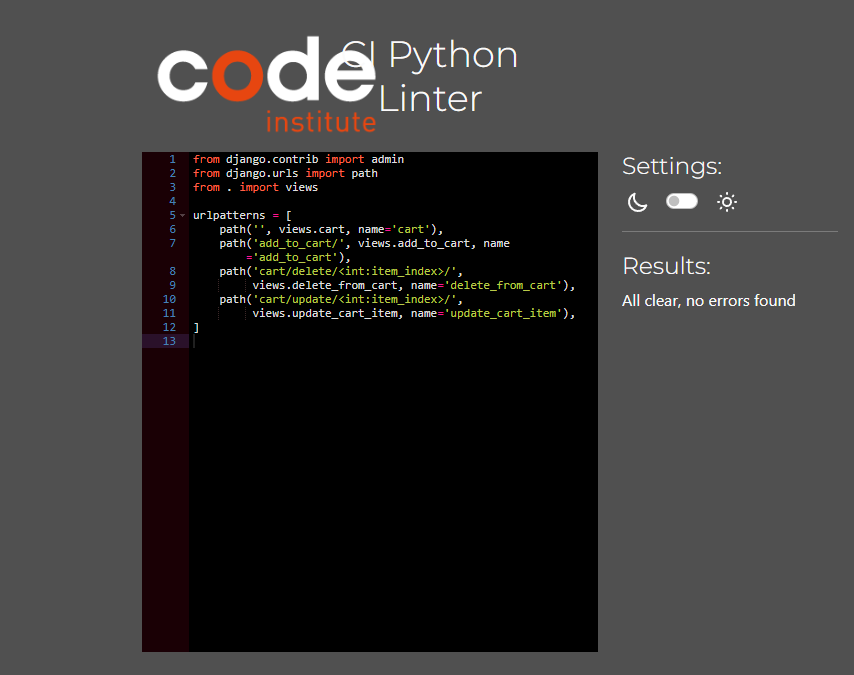 code
institute
CI Python
Linter
1 from django.contrib import admin
2 from django.urls import path
3 from . import views
4
5 urlpatterns = [
6     path('', views.cart, name='cart'),
7     path('add_to_cart/', views.add_to_cart, name
        ='add_to_cart'),
8     path('cart/delete/<int:item_index>/',
9          views.delete_from_cart, name='delete_from_cart'),
10     path('cart/update/<int:item_index>/',
11          views.update_cart_item, name='update_cart_item'),
12 ]
13
Settings:
Results:
All clear, no errors found